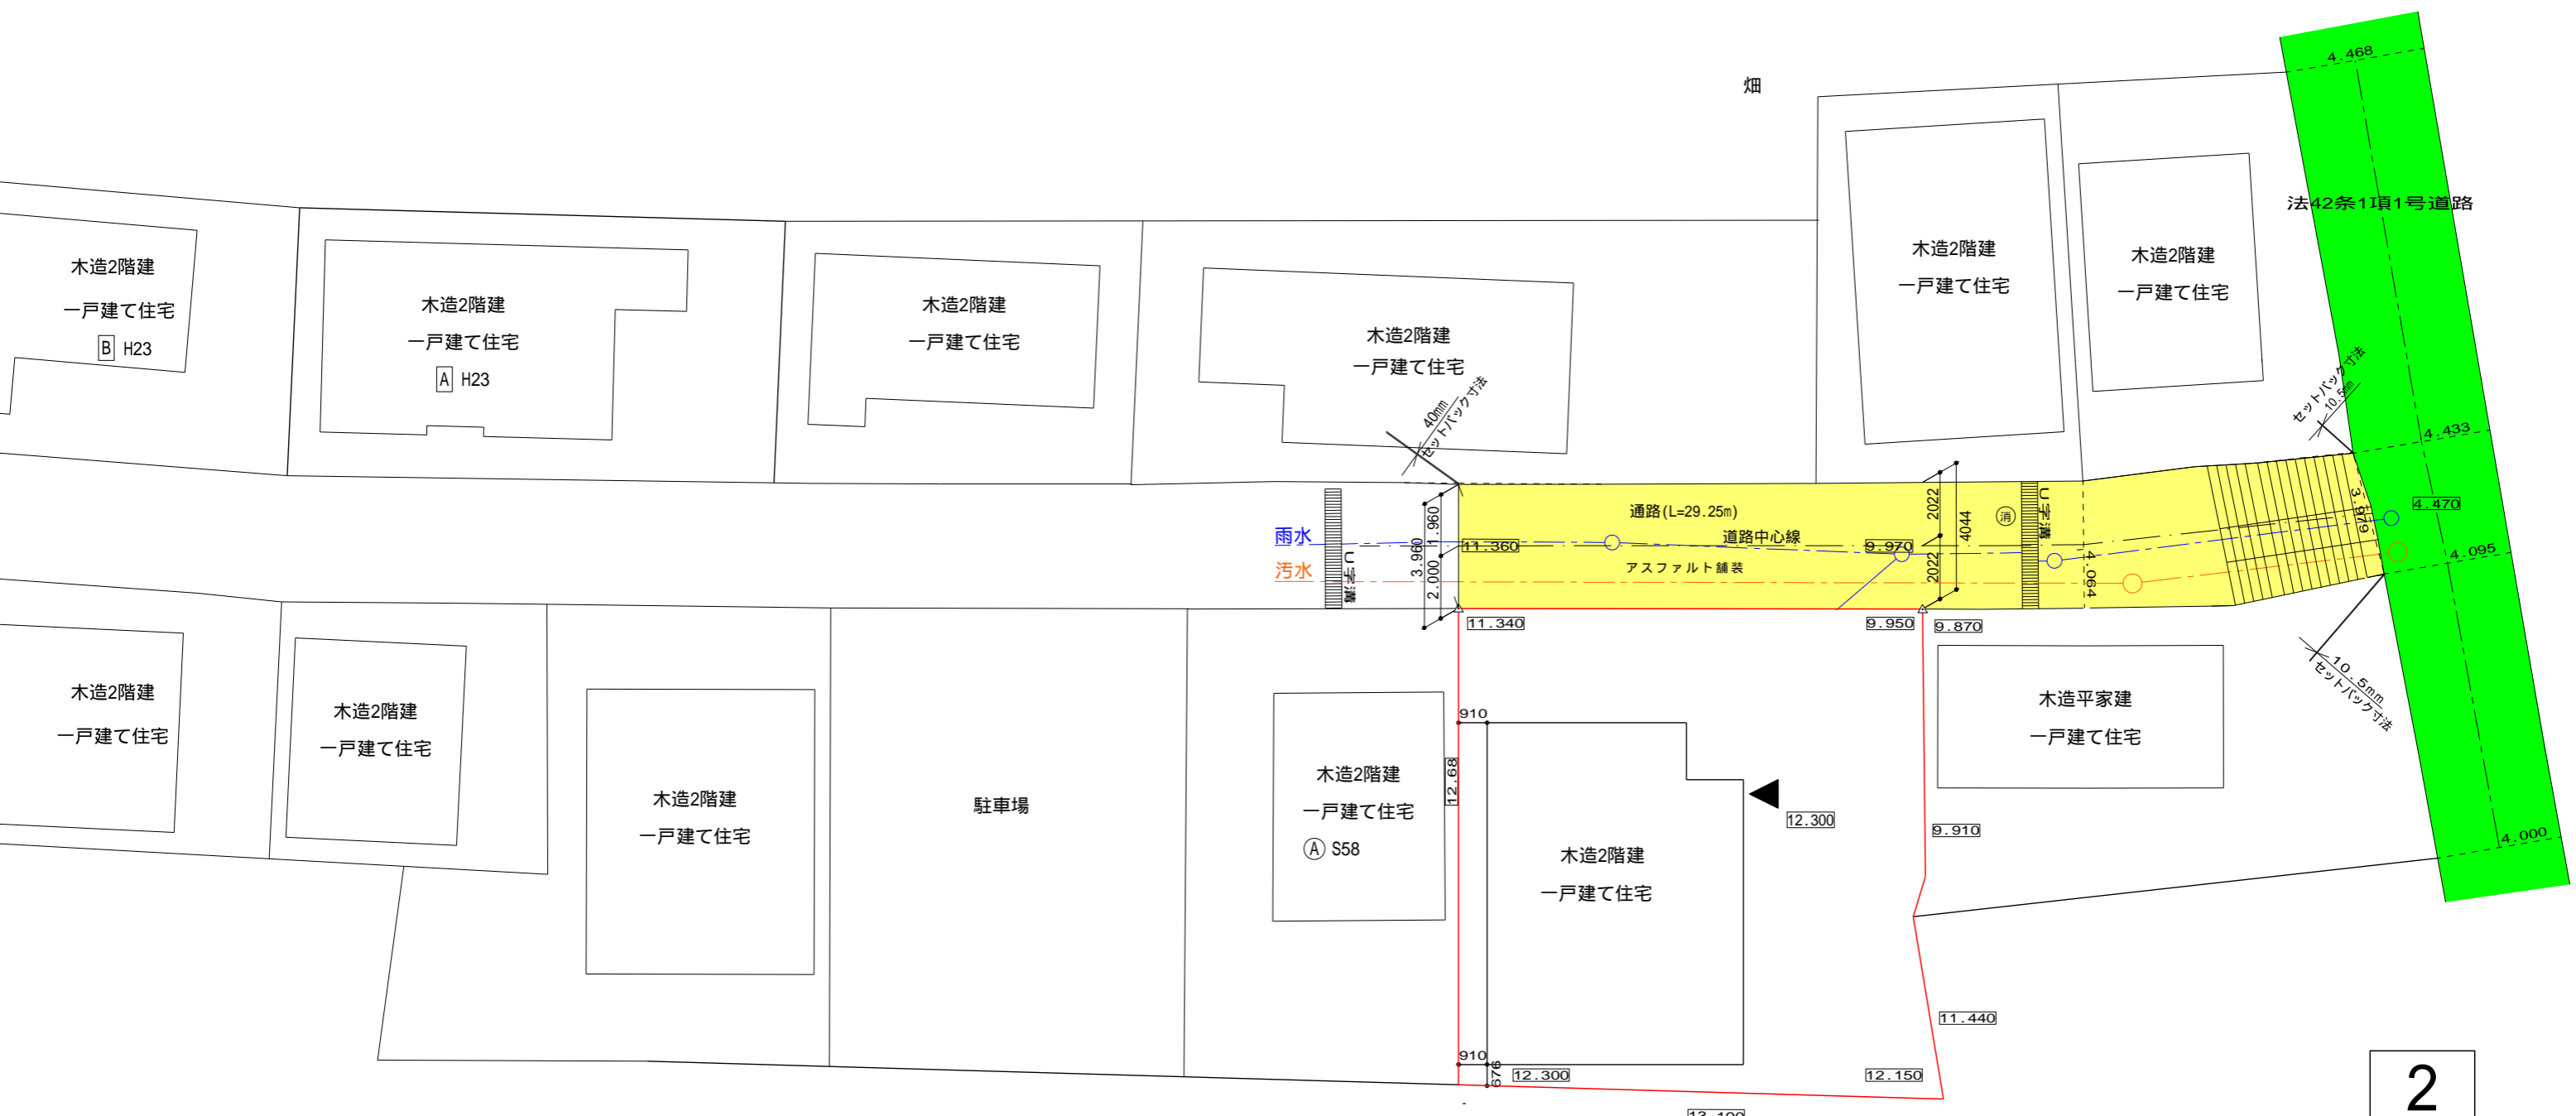 4.468
畑
法42条1項1号道路
木造2階建
一戸建て住宅
B H23
木造2階建
一戸建て住宅
A H23
木造2階建
一戸建て住宅
木造2階建
一戸建て住宅
木造2階建
一戸建て住宅
木造2階建
一戸建て住宅
40mm
セットバック寸法
セットバック寸法
10.5mm
4.433
3.979
4.470
4.095
4.000
雨水
汚水
U字溝
3.960
1.960
2.000
11.360
通路(L=29.25m)
道路中心線
アスファルト舗装
9.970
2022
2022
4044
消
U字溝
4.064
11.340
9.950
9.870
10.5mm
セットバック寸法
木造2階建
一戸建て住宅
木造2階建
一戸建て住宅
木造2階建
一戸建て住宅
駐車場
木造2階建
一戸建て住宅
A S58
12.68
910
木造2階建
一戸建て住宅
12.300
木造平家建
一戸建て住宅
9.910
11.440
910
676
12.300
12.150
13.190
2